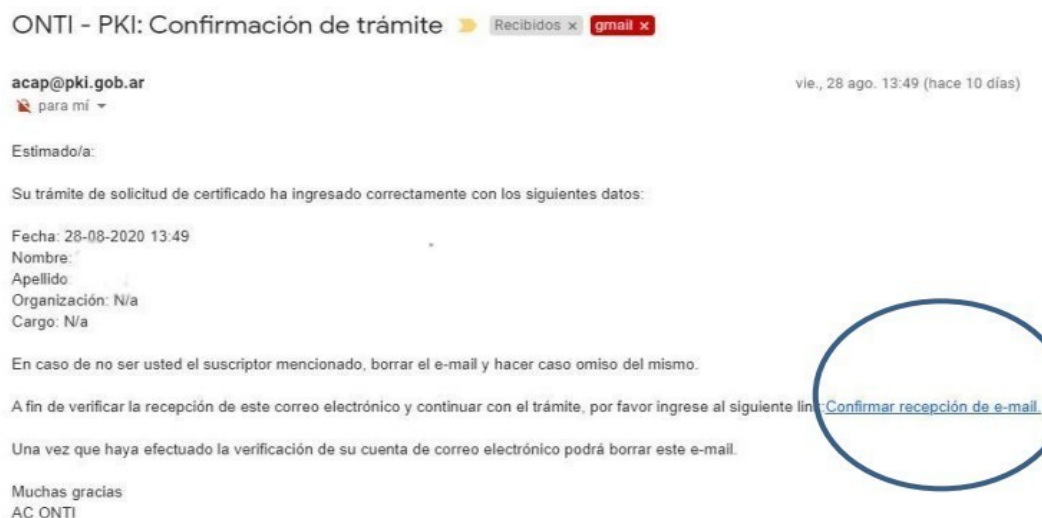 ONTI - PKI: Confirmación de trámite Recibidos x gmail x
acap@pki.gob.ar vie., 28 ago. 13:49 (hace 10 días)
para mí
Estimado/a:
Su trámite de solicitud de certificado ha ingresado correctamente con los siguientes datos:
Fecha: 28-08-2020 13:49
Nombre:
Apellido
Organización: N/a
Cargo: N/a
En caso de no ser usted el suscriptor mencionado, borrar el e-mail y hacer caso omiso del mismo.
A fin de verificar la recepción de este correo electrónico y continuar con el trámite, por favor ingrese al siguiente link:Confirmar recepción de e-mail.
Una vez que haya efectuado la verificación de su cuenta de correo electrónico podrá borrar este e-mail.
Muchas gracias
AC ONTI